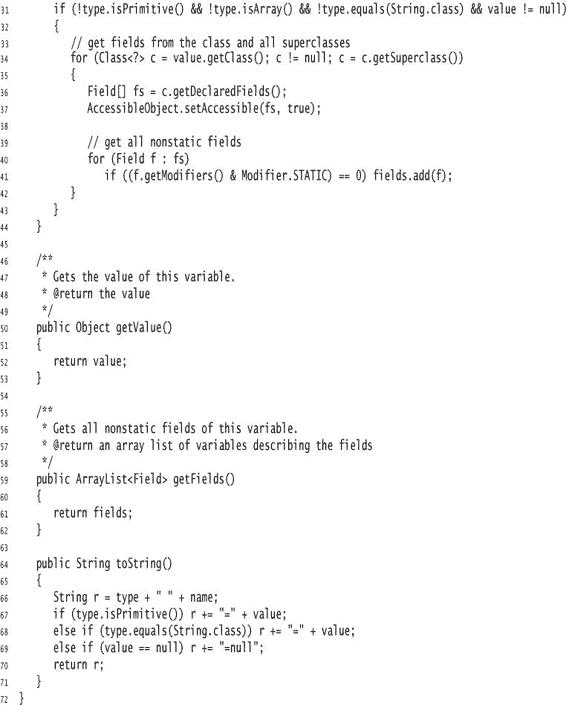 31 if (!type.isPrimitive() && !type.isArray() && !type.equals(String.class) && value != null)
32 {
33 // get fields from the class and all superclasses
34 for (Class<?> c = value.getClass(); c != null; c = c.getSuperclass())
35 {
36 Field[] fs = c.getDeclaredFields();
37 AccessibleObject.setAccessible(fs, true);
38
39 // get all nonstatic fields
40 for (Field f : fs)
41 if ((f.getModifiers() & Modifier.STATIC) == 0) fields.add(f);
42 }
43 }
44 }
45
46 /**
47 * Gets the value of this variable.
48 * @return the value
49 */
50 public Object getValue()
51 {
52 return value;
53 }
54
55 /**
56 * Gets all nonstatic fields of this variable.
57 * @return an array list of variables describing the fields
58 */
59 public ArrayList<Field> getFields()
60 {
61 return fields;
62 }
63
64 public String toString()
65 {
66 String r = type + " " + name;
67 if (type.isPrimitive()) r += "=" + value;
68 else if (type.equals(String.class)) r += "=" + value;
69 else if (value == null) r += "=null";
70 return r;
71 }
72 }